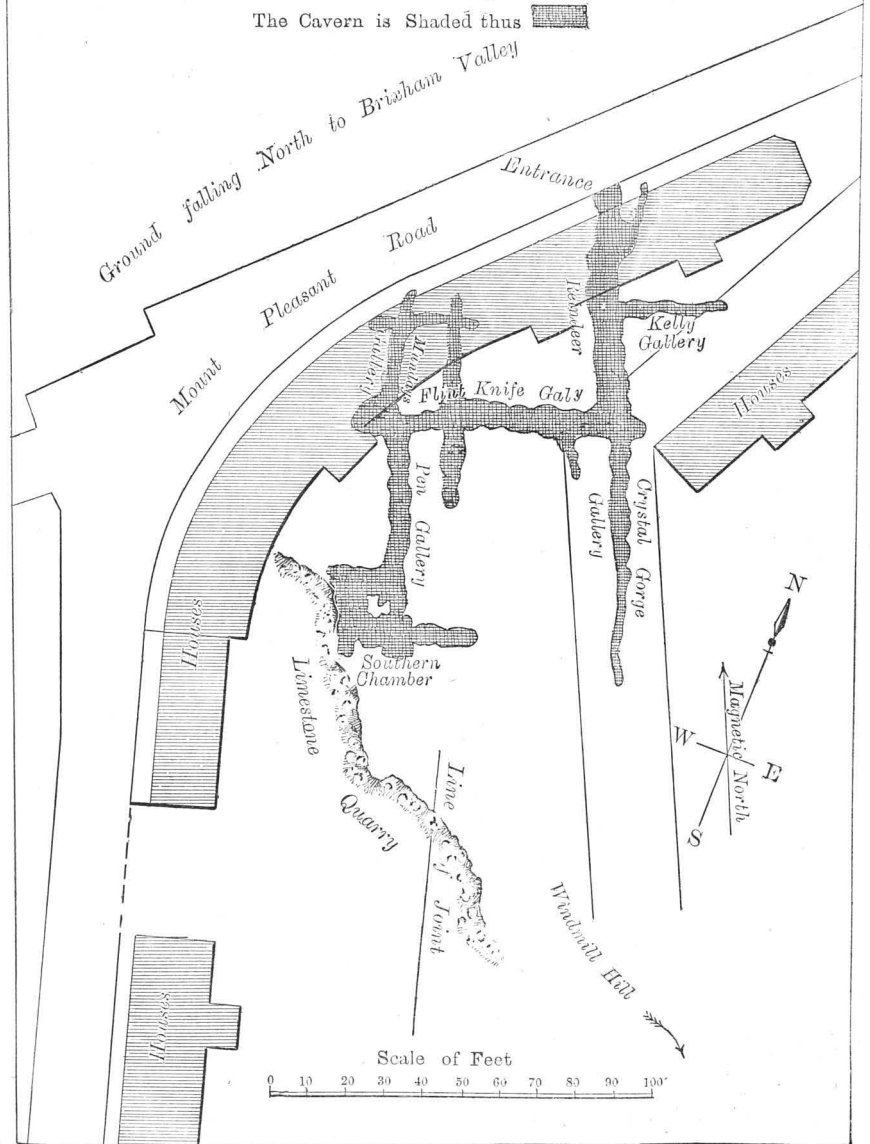 The Cavern is Shaded thus
Ground falling North to Brixham Valley
Mount Pleasant Road
Entrance
Reindeer
Gallery
Kelly
Gallery
Houses
Gallery
Mundays
Flint Knife Galy
Pen Gallery
Crystal Gorge
Houses
Southern
Chamber
Limestone
Quarry
Line of Joint
N
W
E
S
Magnetic North
Windmill Hill
Houses
Scale of Feet
0 10 20 30 40 50 60 70 80 90 100